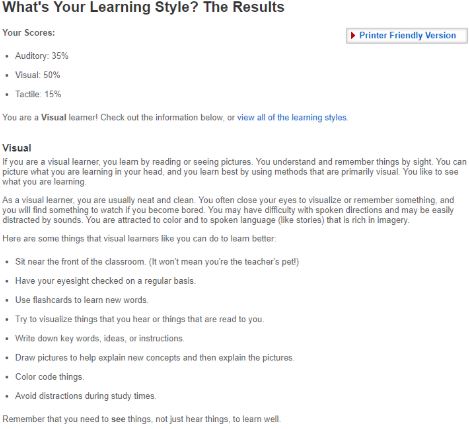 What's Your Learning Style? The Results
Your Scores:
Printer Friendly Version
• Auditory: 35%
• Visual: 50%
• Tactile: 15%
You are a Visual learner! Check out the information below, or view all of the learning styles.
Visual
If you are a visual learner, you learn by reading or seeing pictures. You understand and remember things by sight. You can
picture what you are learning in your head, and you learn best by using methods that are primarily visual. You like to see
what you are learning.
As a visual learner, you are usually neat and clean. You often close your eyes to visualize or remember something, and
you will find something to watch if you become bored. You may have difficulty with spoken directions and may be easily
distracted by sounds. You are attracted to color and to spoken language (like stories) that is rich in imagery.
Here are some things that visual learners like you can do to learn better:
• Sit near the front of the classroom. (It won't mean you're the teacher's pet!)
• Have your eyesight checked on a regular basis.
• Use flashcards to learn new words.
• Try to visualize things that you hear or things that are read to you.
• Write down key words, ideas, or instructions.
• Draw pictures to help explain new concepts and then explain the pictures.
• Color code things.
• Avoid distractions during study times.
Remember that you need to see things, not just hear things, to learn well.